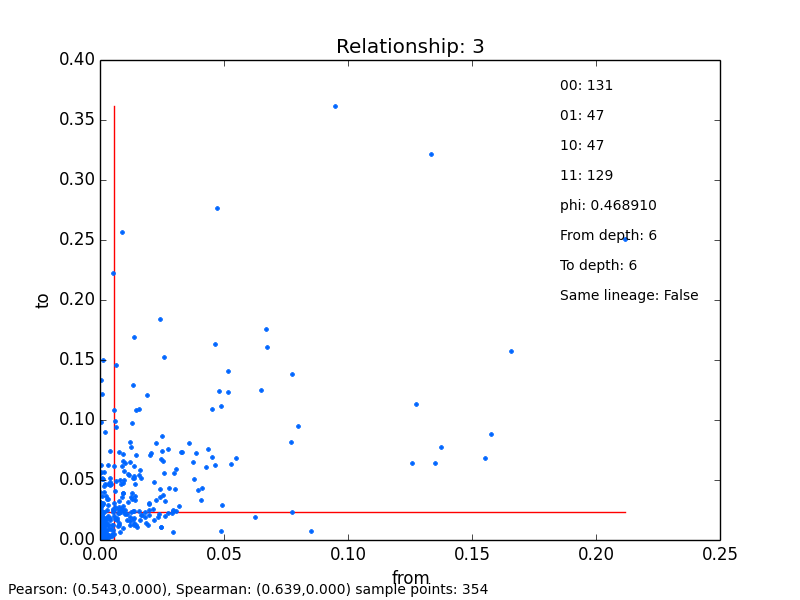 Relationship: 3
0.40
0.35
0.30
0.25
0.20
0.15
0.10
0.05
0.00
to
00: 131
01: 47
10: 47
11: 129
phi: 0.468910
From depth: 6
To depth: 6
Same lineage: False
0.00 0.05 0.10 0.15 0.20 0.25
from
Pearson: (0.543,0.000), Spearman: (0.639,0.000) sample points: 354